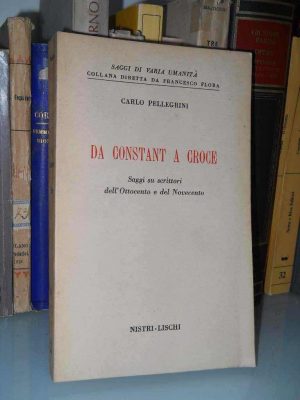 SAGGI DI VARIA UMANITÀ
COLLANA DIRETTA DA FRANCESCO FLORA
CARLO PELLEGRINI
DA CONSTANT A CROCE
Saggi su scrittori
dell'Ottocento e del Novecento
NISTRI-LISCHI
32